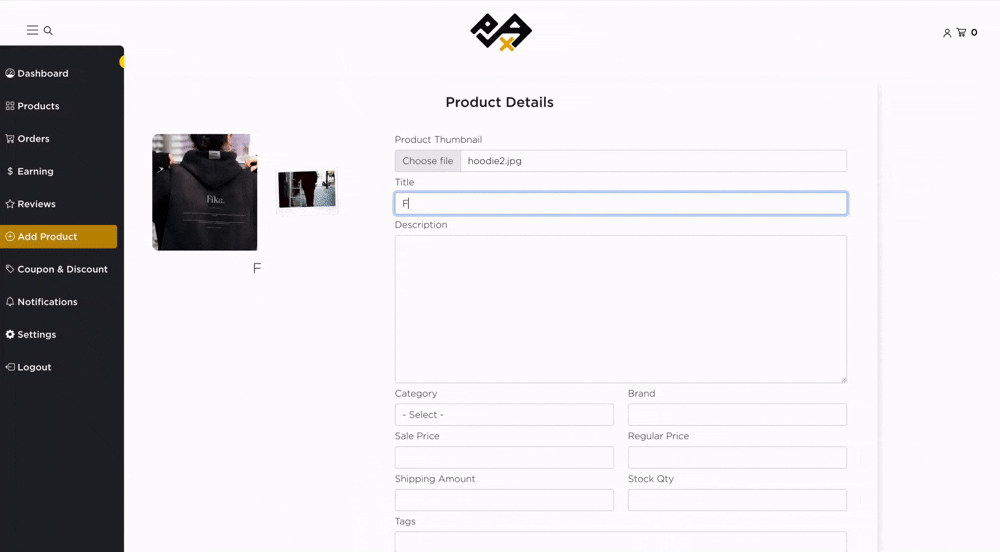 0
Dashboard
Products
Orders
Earning
Reviews
Add Product
Coupon & Discount
Notifications
Settings
Logout
Fika.
F
Product Details
Product Thumbnail
Choose file hoodie2.jpg
Title
F
Description
Category Brand
- Select -
Sale Price Regular Price
Shipping Amount Stock Qty
Tags